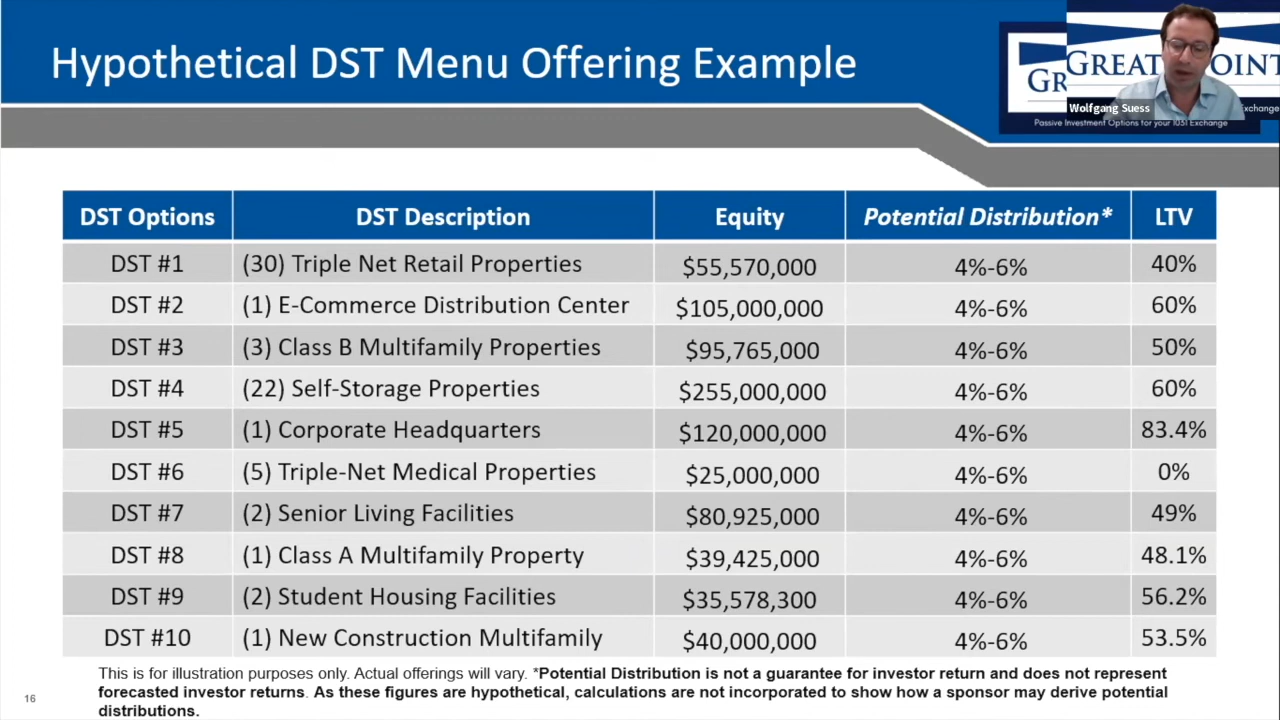 Hypothetical DST Menu Offering Example
GREAT POINT
GR
Wolfgang Suess
Exchange
Passive Investment Options for your 1031 Exchange
DST Options DST Description Equity Potential Distribution* LTV
DST #1 (30) Triple Net Retail Properties $55,570,000 4%-6% 40%
DST #2 (1) E-Commerce Distribution Center $105,000,000 4%-6% 60%
DST #3 (3) Class B Multifamily Properties $95,765,000 4%-6% 50%
DST #4 (22) Self-Storage Properties $255,000,000 4%-6% 60%
DST #5 (1) Corporate Headquarters $120,000,000 4%-6% 83.4%
DST #6 (5) Triple-Net Medical Properties $25,000,000 4%-6% 0%
DST #7 (2) Senior Living Facilities $80,925,000 4%-6% 49%
DST #8 (1) Class A Multifamily Property $39,425,000 4%-6% 48.1%
DST #9 (2) Student Housing Facilities $35,578,300 4%-6% 56.2%
DST #10 (1) New Construction Multifamily $40,000,000 4%-6% 53.5%
This is for illustration purposes only. Actual offerings will vary. *Potential Distribution is not a guarantee for investor return and does not represent
forecasted investor returns. As these figures are hypothetical, calculations are not incorporated to show how a sponsor may derive potential
distributions.
16